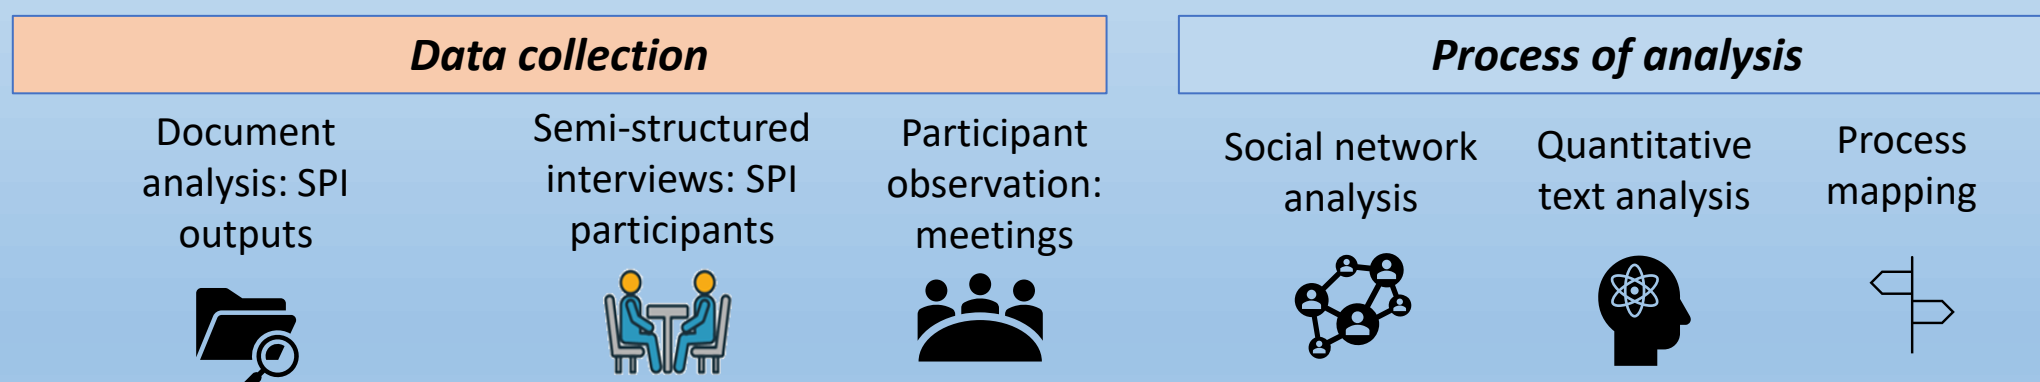 Data collection
Document
analysis: SPI
outputs
Semi-structured
interviews: SPI
participants
Participant
observation:
meetings
Process of analysis
Social network
analysis
Quantitative
text analysis
Process
mapping